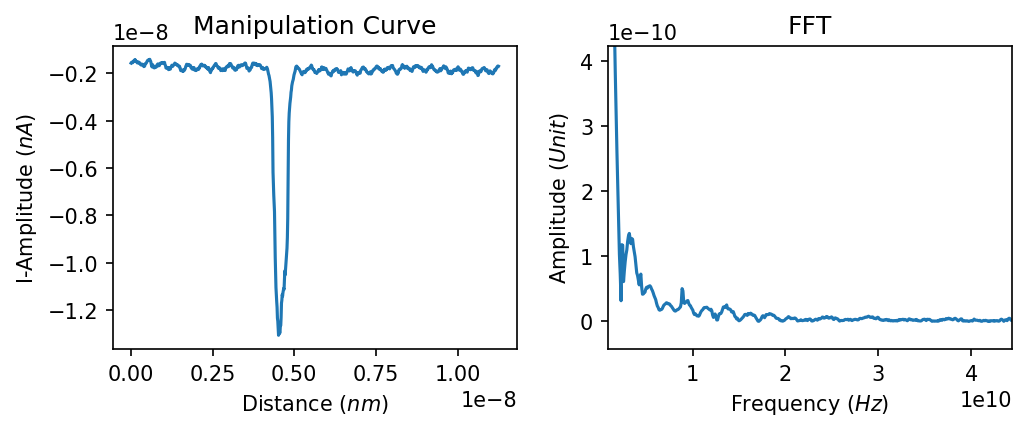 Manipulation Curve
1e−8
−0.2
−0.4
−0.6
−0.8
−1.0
−1.2
I-Amplitude (nA)
0.00 0.25 0.50 0.75 1.00
1e−8
Distance (nm)
FFT
1e−10
4
3
2
1
0
Amplitude (Unit)
1 2 3 4
1e10
Frequency (Hz)